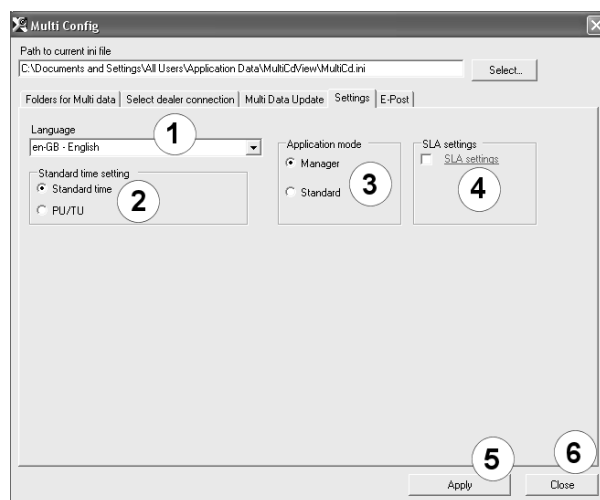 Multi Config
Path to current ini file
C:\Documents and Settings\All Users\Application Data\MultiCdView\MultiCd.ini
Select...
Folders for Multi data Select dealer connection Multi Data Update Settings E-Post
Language
1
en-GB - English
Standard time setting
Standard time
2
PU/TU
Application mode
Manager
3
Standard
SLA settings
SLA settings
4
5
6
Apply
Close